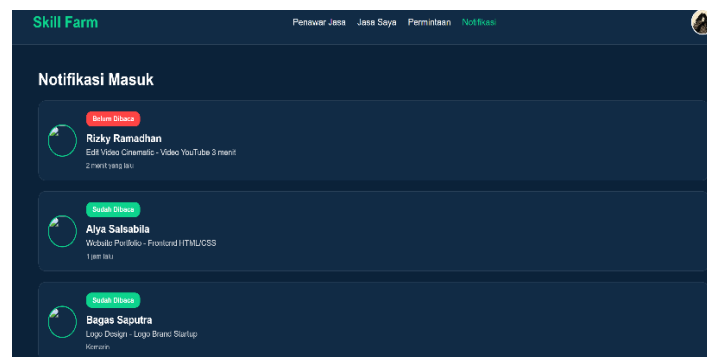 Skill Farm
Penawar Jasa Jasa Saya Permintaan Notifikasi
Notifikasi Masuk
Belum Dibaca
Rizky Ramadhan
Edit Video Cinematic - Video YouTube 3 menit
2 menit yang lalu
Sudah Dibaca
Alya Salsabila
Website Portfolio - Frontend HTML/CSS
1 jam lalu
Sudah Dibaca
Bagas Saputra
Logo Design - Logo Brand Startup
Kemarin